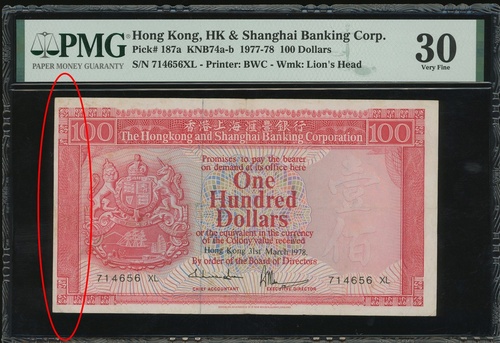 PMG
PAPER MONEY GUARANTY
Hong Kong, HK & Shanghai Banking Corp.
Pick# 187a KNB74a-b 1977-78 100 Dollars
S/N 714656XL - Printer: BWC - Wmk: Lion's Head
30
Very Fine
100
香港上海滙豐銀行
100
The Hongkong and Shanghai Banking Corporation
Promises to pay the bearer
on demand at its office here
One
Hundred
Dollars
or the equivalent in the currency
of the Colony value received
Hong Kong 31st March 1978.
By order of the Board of Directors
714656 XL
714656 XL
CHIEF ACCOUNTANT
EXECUTIVE DIRECTOR